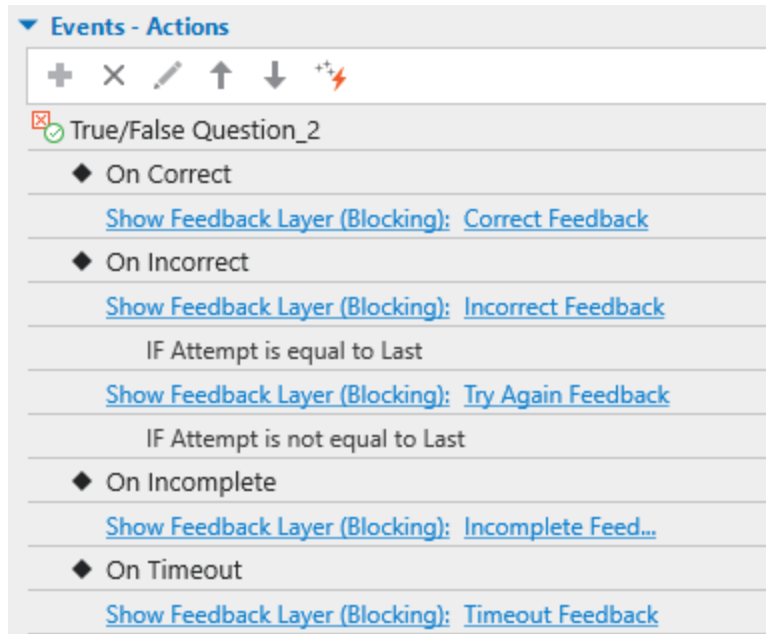 Events - Actions
True/False Question_2
On Correct
Show Feedback Layer (Blocking): Correct Feedback
On Incorrect
Show Feedback Layer (Blocking): Incorrect Feedback
IF Attempt is equal to Last
Show Feedback Layer (Blocking): Try Again Feedback
IF Attempt is not equal to Last
On Incomplete
Show Feedback Layer (Blocking): Incomplete Feed...
On Timeout
Show Feedback Layer (Blocking): Timeout Feedback